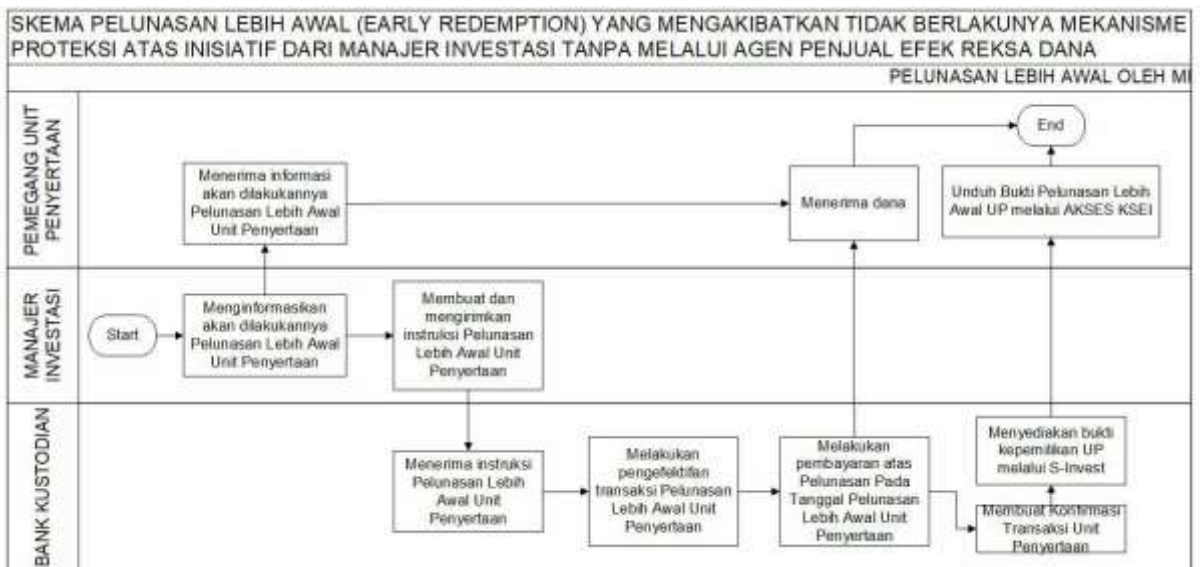 SKEMA PELUNASAN LEBIH AWAL (EARLY REDEMPTION) YANG MENGAKIBATKAN TIDAK BERLAKUNYA MEKANISME
PROTEKSI ATAS INISIATIF DARI MANAJER INVESTASI TANPA MELALUI AGEN PENJUAL EFEK REKSA DANA
PELUNASAN LEBIH AWAL OLEH MI
PEMEGANG UNIT
PENYERTAAN
Menerima informasi
akan dilakukannya
Pelunasan Lebih Awal
Unit Penyertaan
Menerima dana
End
Unduh Bukti Pelunasan Lebih
Awal UP melalui AKSES KSEI
MANAJER
INVESTASI
Start
Menginformasikan
akan dilakukannya
Pelunasan Lebih Awal
Unit Penyertaan
Membuat dan
mengirimkan
instruksi Pelunasan
Lebih Awal Unit
Penyertaan
BANK KUSTODIAN
Menerima instruksi
Pelunasan Lebih
Awal Unit
Penyertaan
Melakukan
pengefektifan
transaksi Pelunasan
Lebih Awal Unit
Penyertaan
Melakukan
pembayaran atas
Pelunasan Pada
Tanggal Pelunasan
Lebih Awal Unit
Penyertaan
Menyediakan bukti
kepemilikan UP
melalui S-Invest
Membuat Konfirmasi
Transaksi Unit
Penyertaan